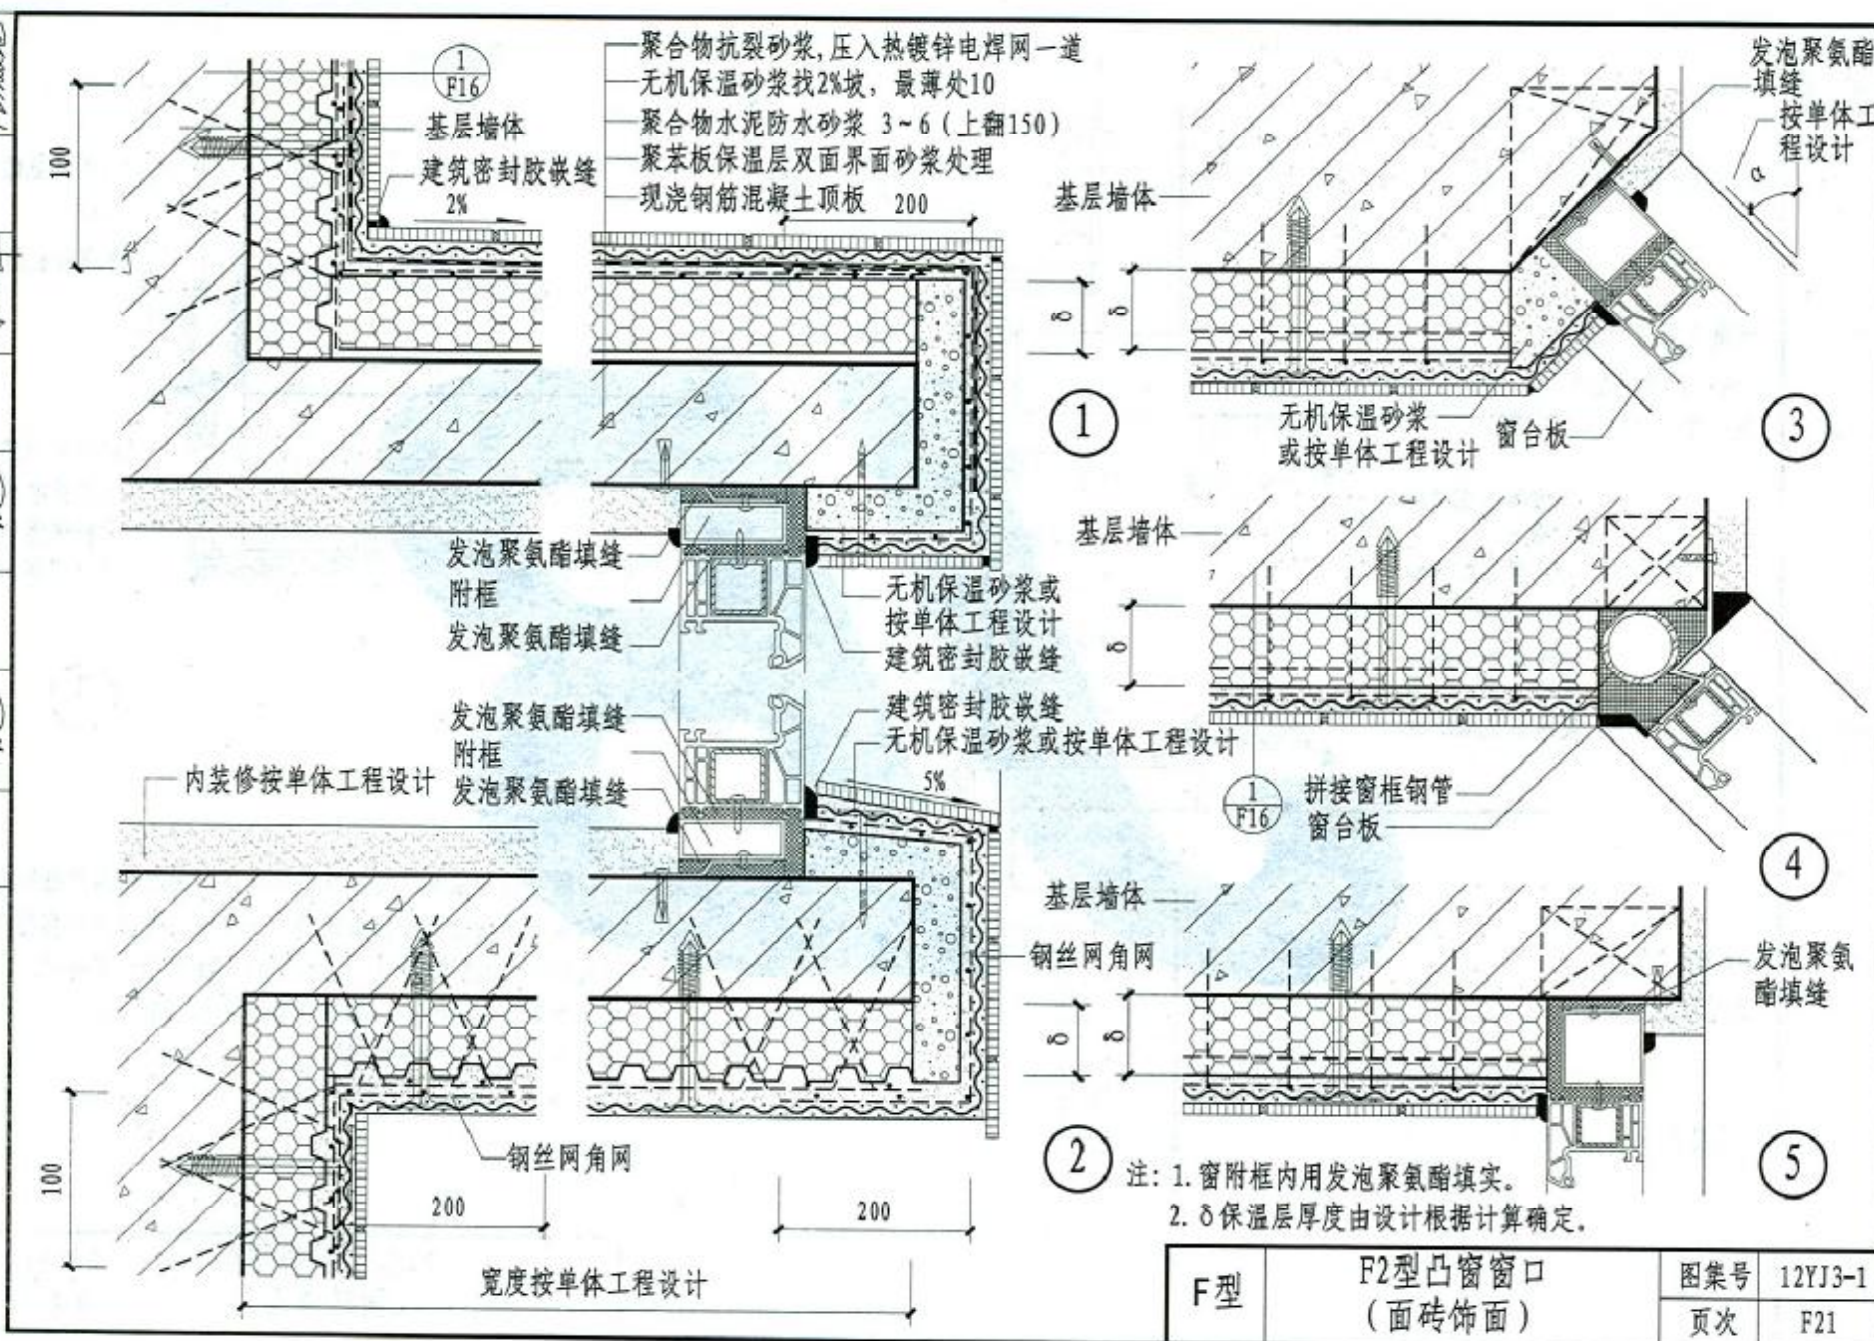 1
F16
聚合物抗裂砂浆,压入热镀锌电焊网一道
无机保温砂浆找2%坡，最薄处10
聚合物水泥防水砂浆 3~6（上翻150）
聚苯板保温层双面界面砂浆处理
现浇钢筋混凝土顶板
基层墙体
建筑密封胶嵌缝
2%
200
100
δ
1
发泡聚氨酯填缝
附框
发泡聚氨酯填缝
无机保温砂浆或
按单体工程设计
建筑密封胶嵌缝
发泡聚氨酯填缝
附框
发泡聚氨酯填缝
建筑密封胶嵌缝
无机保温砂浆或按单体工程设计
5%
内装修按单体工程设计
钢丝网角网
δ
钢丝网角网
100
200
200
宽度按单体工程设计
2
发泡聚氨酯
填缝
按单体工
程设计
α
基层墙体
δ
无机保温砂浆
或按单体工程设计
窗台板
3
基层墙体
δ
1
F16
拼接窗框钢管
窗台板
4
基层墙体
δ
发泡聚氨
酯填缝
5
注: 1. 窗附框内用发泡聚氨酯填实。
2. δ保温层厚度由设计根据计算确定。
F型
F2型凸窗窗口
（面砖饰面）
图集号
12YJ3-1
页次
F21